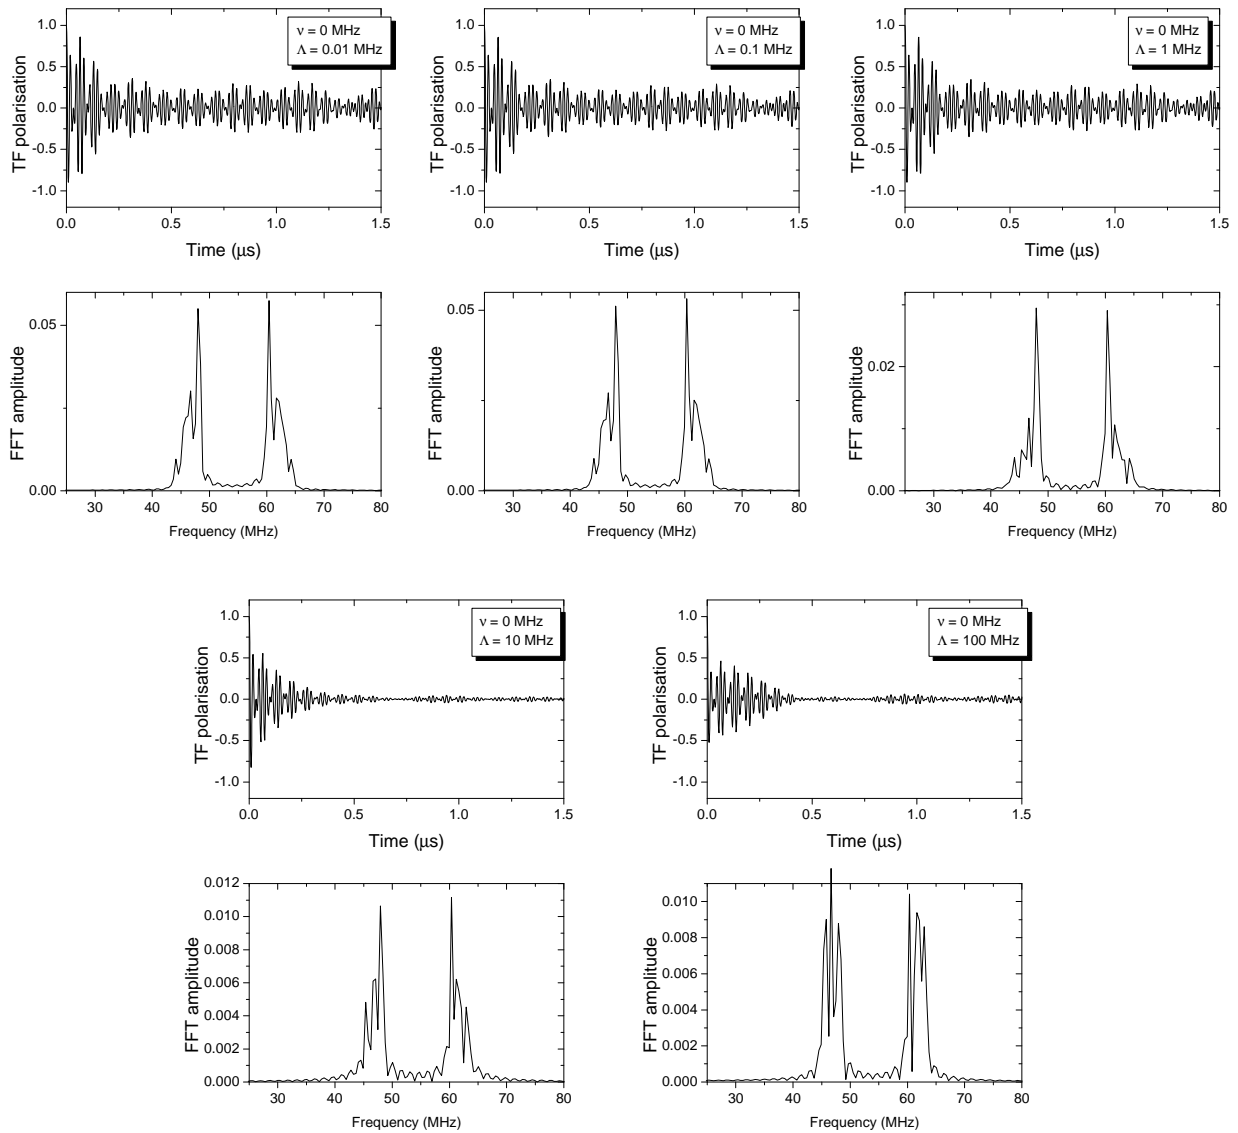 ν = 0 MHz
Λ = 0.01 MHz
TF polarisation
1.0
0.5
0.0
-0.5
-1.0
0.0 0.5 1.0 1.5
Time (μs)
ν = 0 MHz
Λ = 0.1 MHz
TF polarisation
1.0
0.5
0.0
-0.5
-1.0
0.0 0.5 1.0 1.5
Time (μs)
ν = 0 MHz
Λ = 1 MHz
TF polarisation
1.0
0.5
0.0
-0.5
-1.0
0.0 0.5 1.0 1.5
Time (μs)
FFT amplitude
0.05
0.00
30 40 50 60 70 80
Frequency (MHz)
FFT amplitude
0.05
0.00
30 40 50 60 70 80
Frequency (MHz)
FFT amplitude
0.02
0.00
30 40 50 60 70 80
Frequency (MHz)
ν = 0 MHz
Λ = 10 MHz
TF polarisation
1.0
0.5
0.0
-0.5
-1.0
0.0 0.5 1.0 1.5
Time (μs)
ν = 0 MHz
Λ = 100 MHz
TF polarisation
1.0
0.5
0.0
-0.5
-1.0
0.0 0.5 1.0 1.5
Time (μs)
FFT amplitude
0.012
0.010
0.008
0.006
0.004
0.002
0.000
30 40 50 60 70 80
Frequency (MHz)
FFT amplitude
0.010
0.008
0.006
0.004
0.002
0.000
30 40 50 60 70 80
Frequency (MHz)